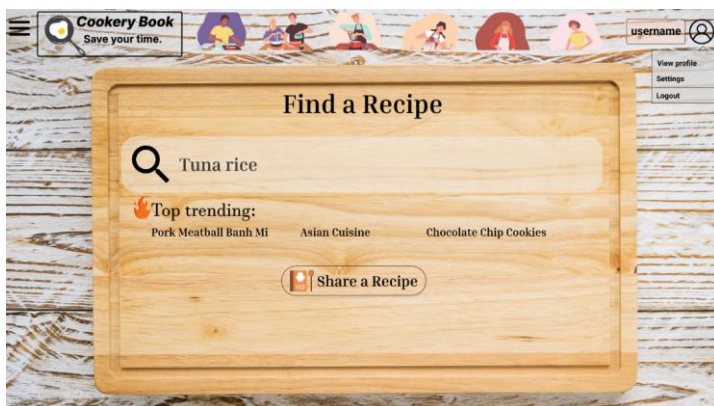 Cookery Book
Save your time.
username
View profile
Settings
Logout
Find a Recipe
Tuna rice
Top trending:
Pork Meatball Banh Mi Asian Cuisine Chocolate Chip Cookies
Share a Recipe